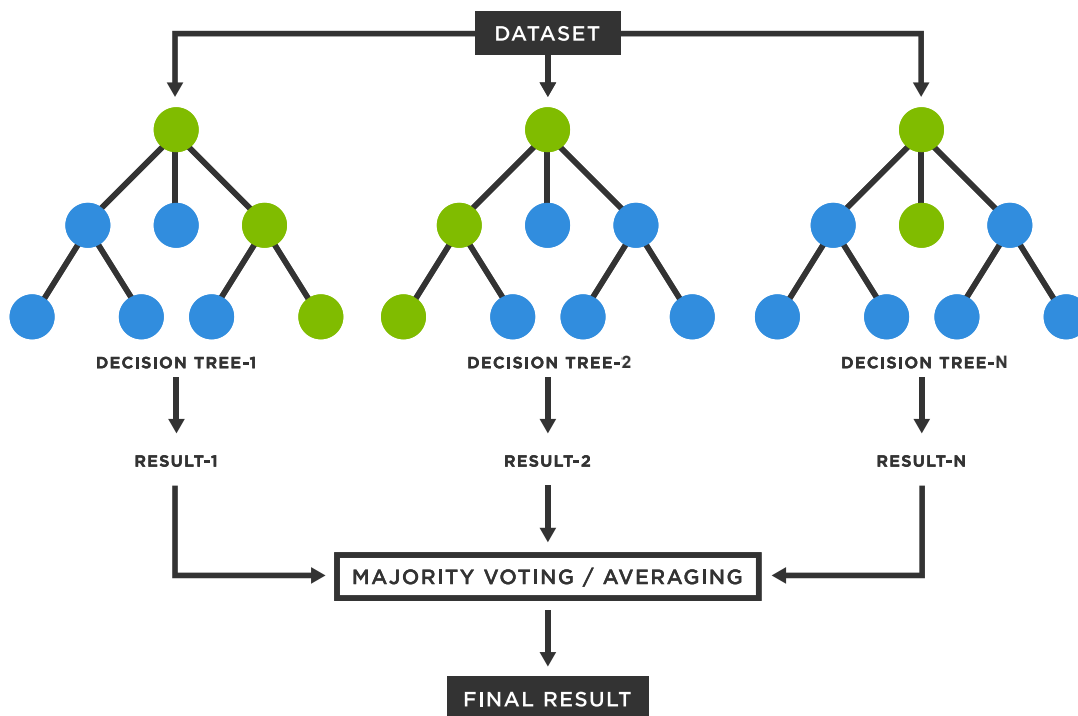 DATASET
DECISION TREE-1
DECISION TREE-2
DECISION TREE-N
RESULT-1
RESULT-2
RESULT-N
MAJORITY VOTING / AVERAGING
FINAL RESULT